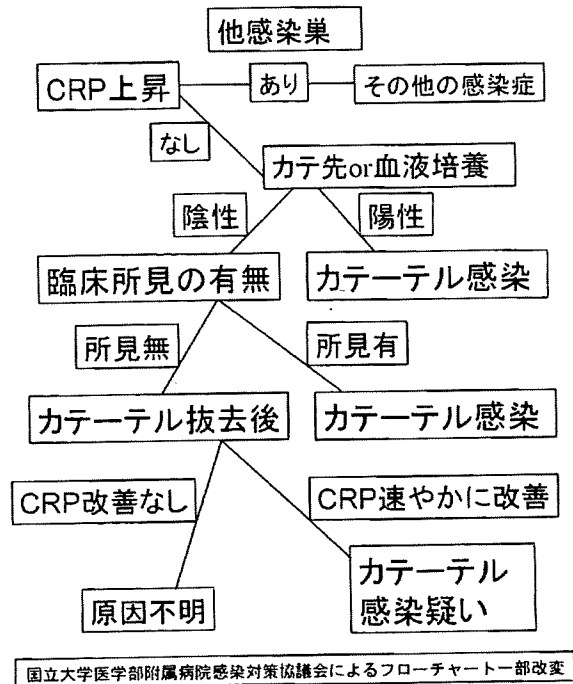 他感染巣
CRP上昇
あり
その他の感染症
なし
カテ先or血液培養
陰性
陽性
臨床所見の有無
カテーテル感染
所見無
所見有
カテーテル抜去後
カテーテル感染
CRP改善なし
CRP速やかに改善
原因不明
カテーテル
感染疑い
国立大学医学部附属病院感染対策協議会によるフローチャート一部改変